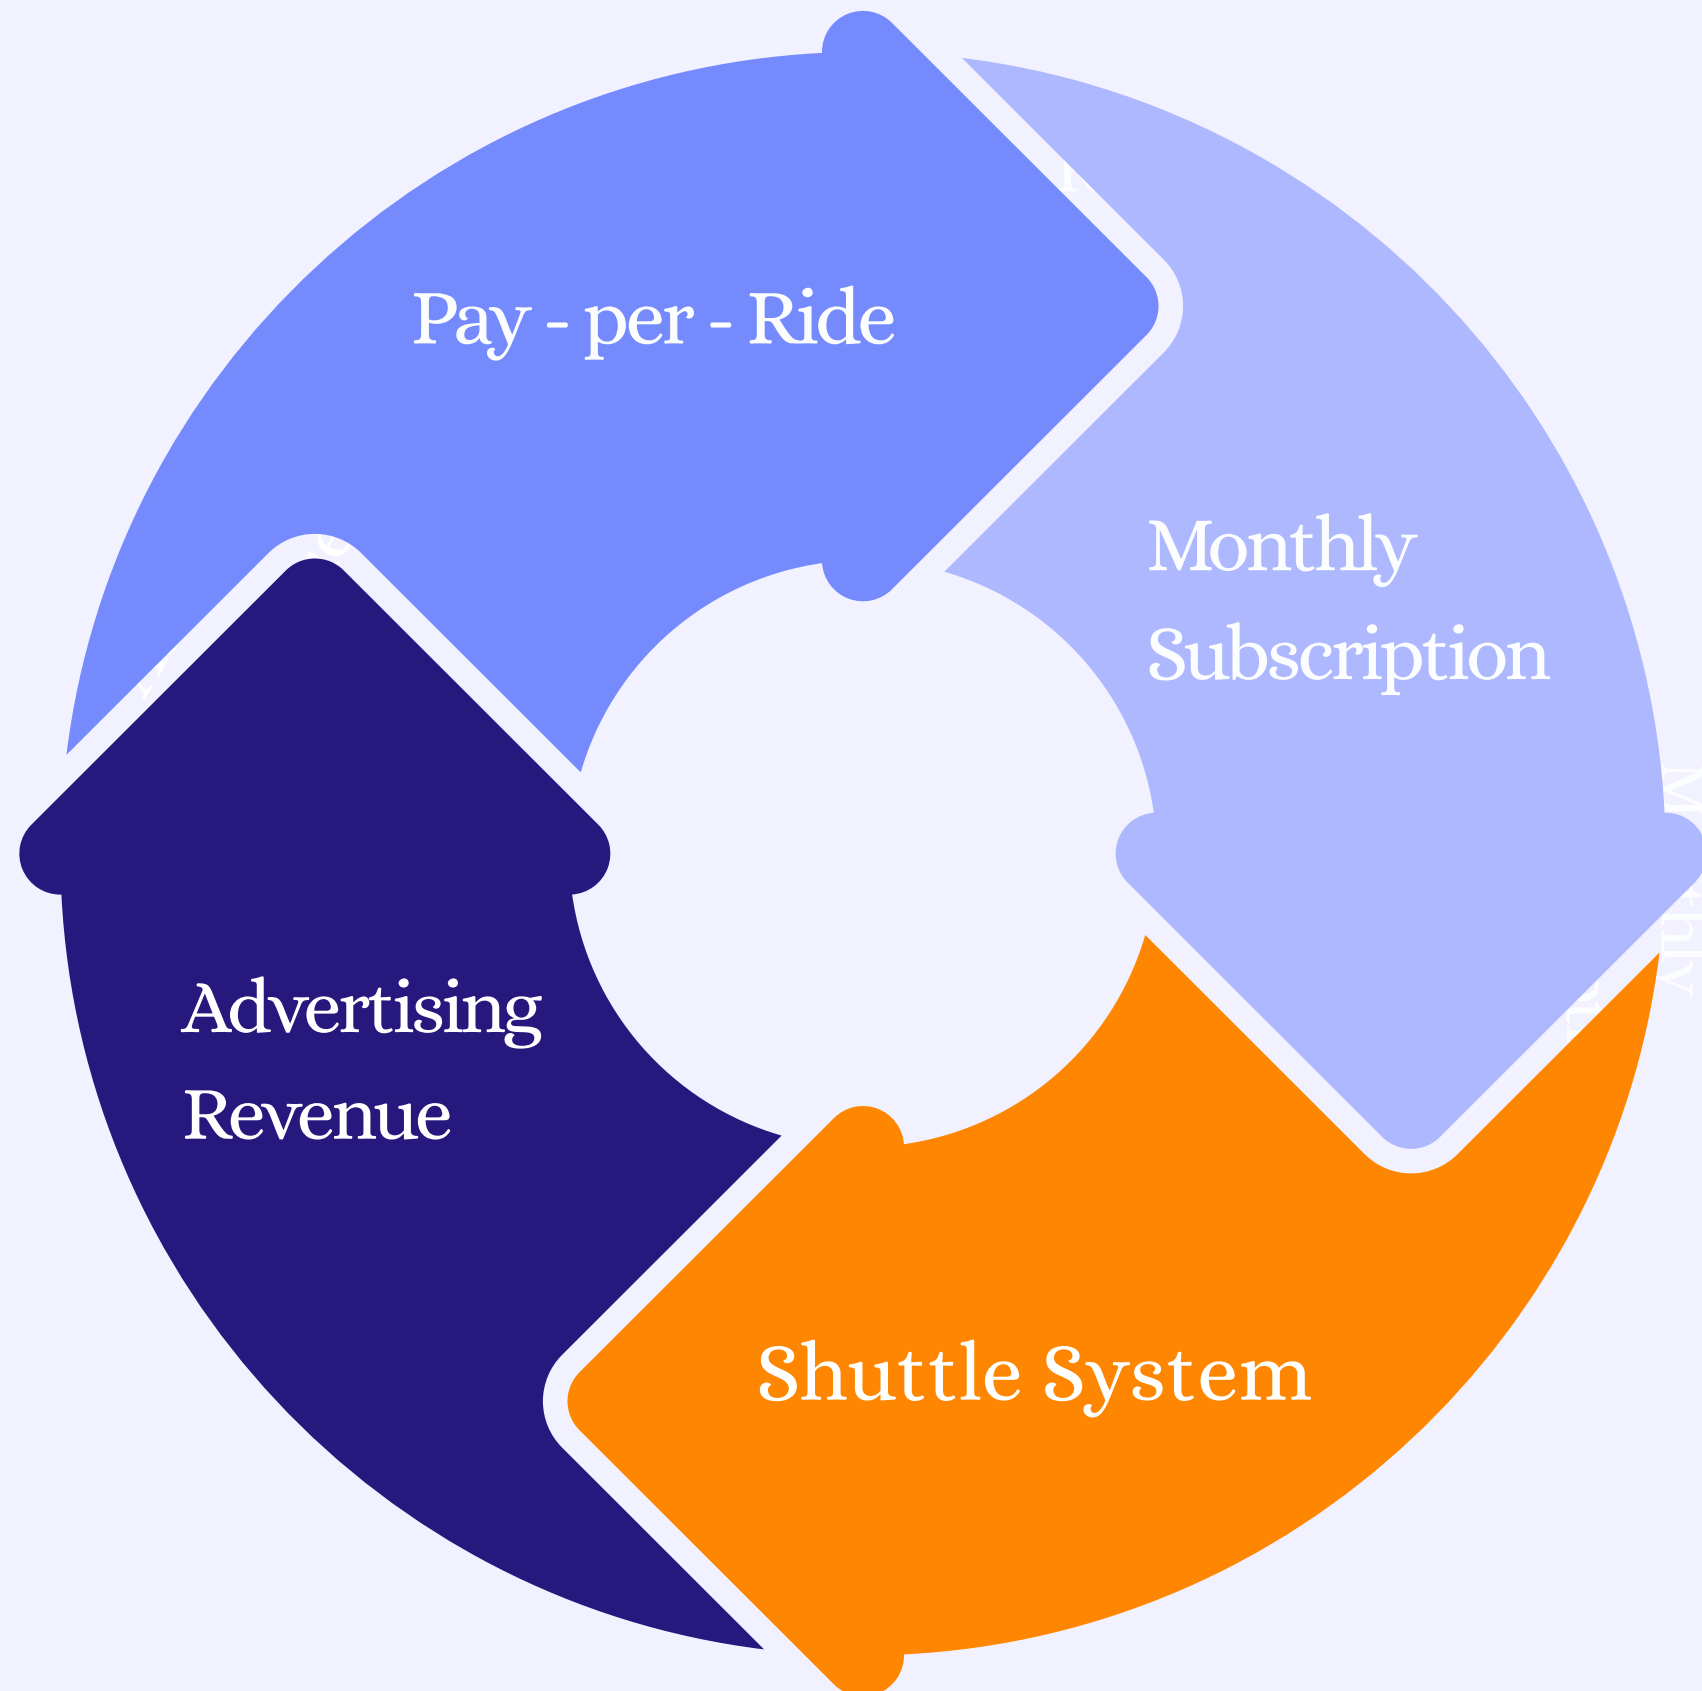 Pay - per - Ride
Monthly
Subscription
Advertising
Revenue
Shuttle System